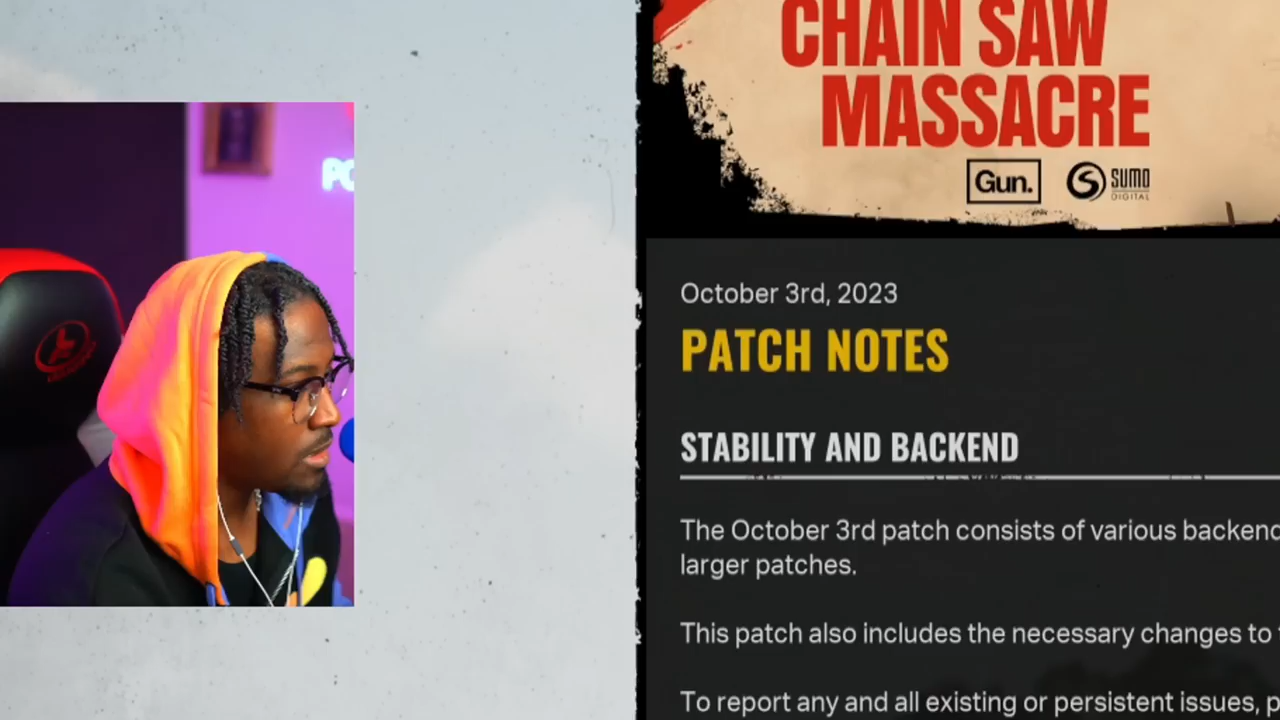 CHAIN SAW
MASSACRE
Gun.
SUMO
DIGITAL
PO
October 3rd, 2023
PATCH NOTES
STABILITY AND BACKEND
The October 3rd patch consists of various backend
larger patches.
This patch also includes the necessary changes to
To report any and all existing or persistent issues, p